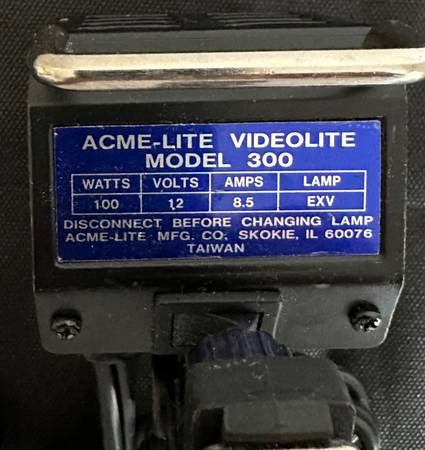 ACME-LITE VIDEOLITE
MODEL 300
WATTS VOLTS AMPS LAMP
100 12 8.5 EXV
DISCONNECT BEFORE CHANGING LAMP
ACME-LITE MFG. CO. SKOKIE, IL 60076
TAIWAN